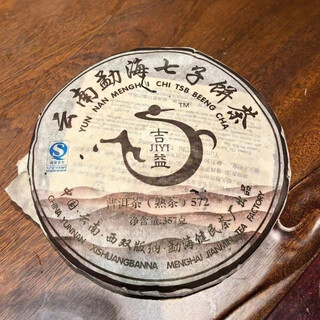 云南勐海七子饼茶
YUN NAN MENGHAI CHI TSB BEENG CHA
TM
吉
JIYI
益
普洱茶（熟茶）572
净含量:357克
中国·云南·西双版纳·勐海健民茶厂出品
CHINA YUNNAN XISHUANGBANNA MENGHAI JIANMIN TEA FACTORY